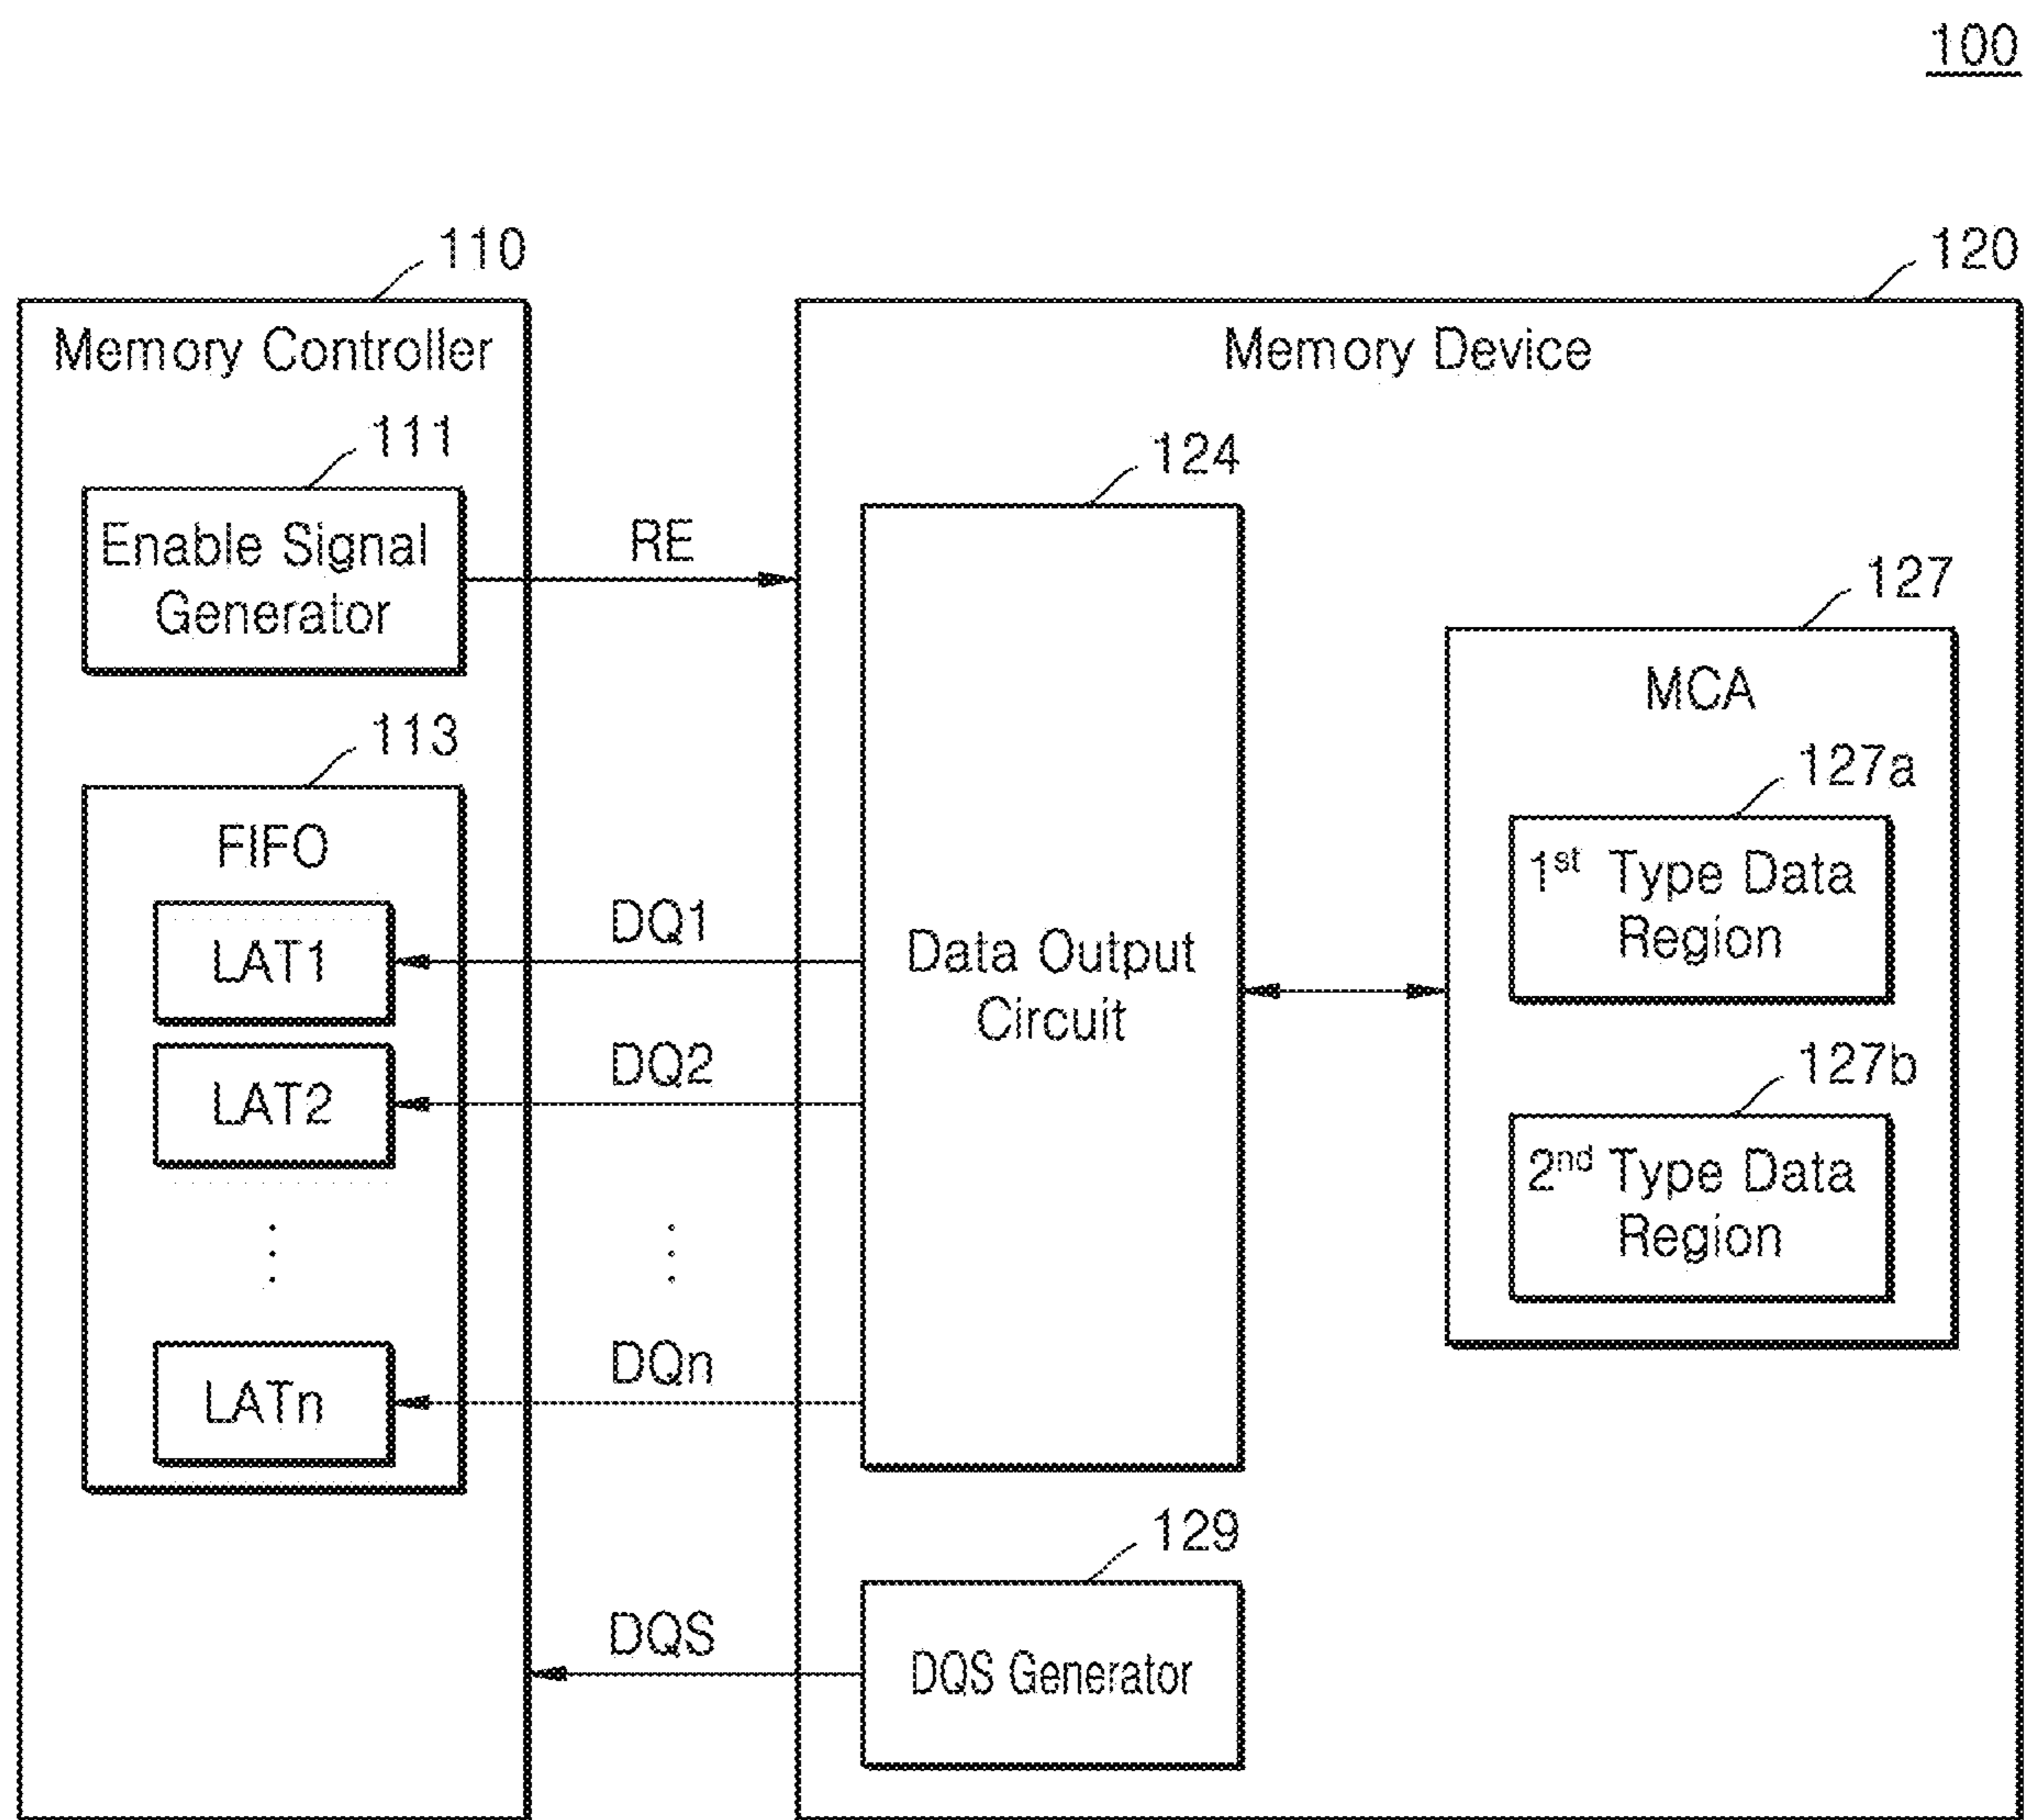 100
110
120
Memory Controller
Memory Device
111
Enable Signal
Generator
RE
124
Data Output
Circuit
127
MCA
127a
1st Type Data
Region
127b
2nd Type Data
Region
113
FIFO
LAT1
DQ1
LAT2
DQ2
⋮
⋮
LATn
DQn
129
DQS
DQS Generator